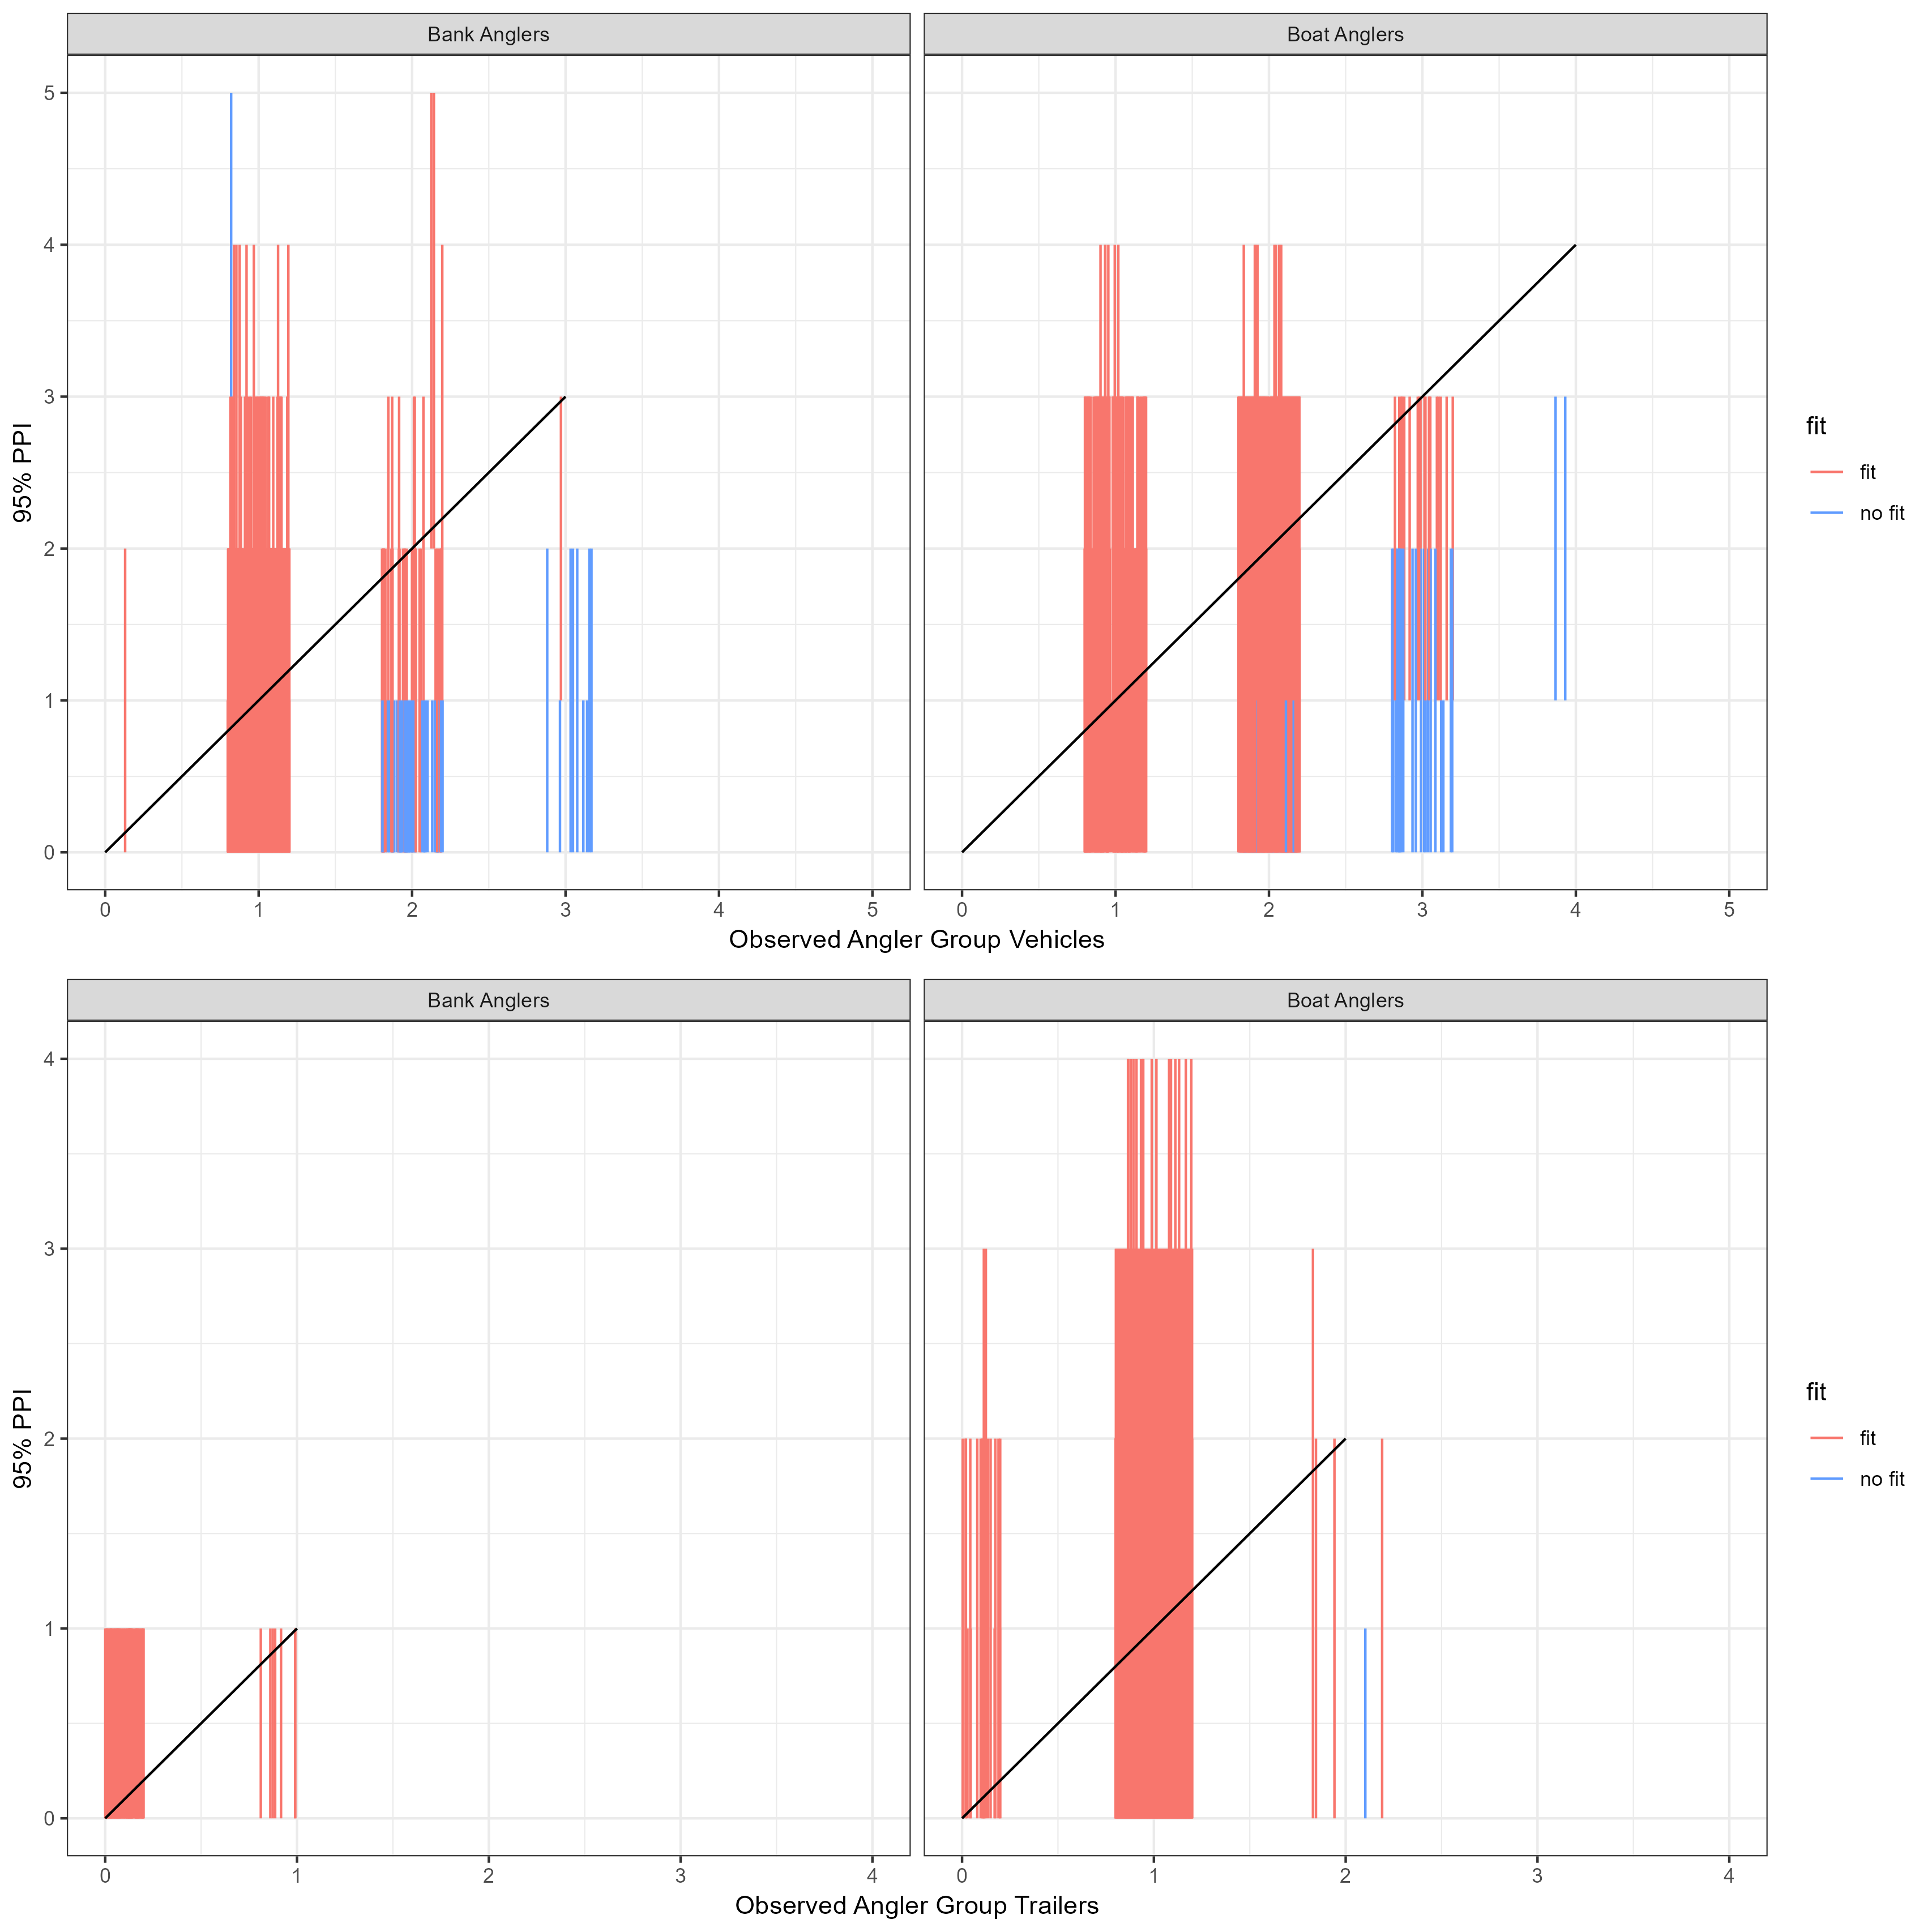 Bank Anglers Boat Anglers
5
4
3
2
1
0
95% PPI
0 1 2 3 4 5 0 1 2 3 4 5
Observed Angler Group Vehicles
fit
fit
no fit
Bank Anglers Boat Anglers
4
3
2
1
0
95% PPI
0 1 2 3 4 0 1 2 3 4
Observed Angler Group Trailers
fit
fit
no fit